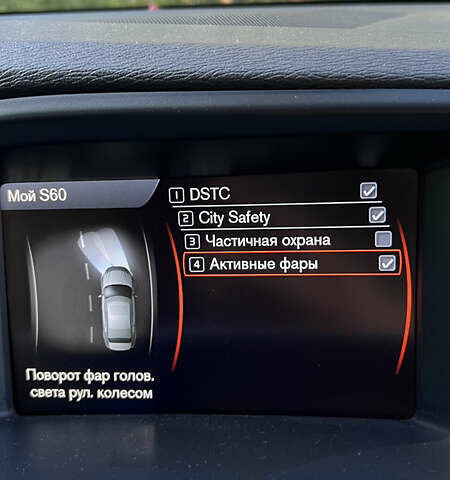 Мой S60
1 DSTC
2 City Safety
3 Частичная охрана
4 Активные фары
Поворот фар голов.
света рул. колесом